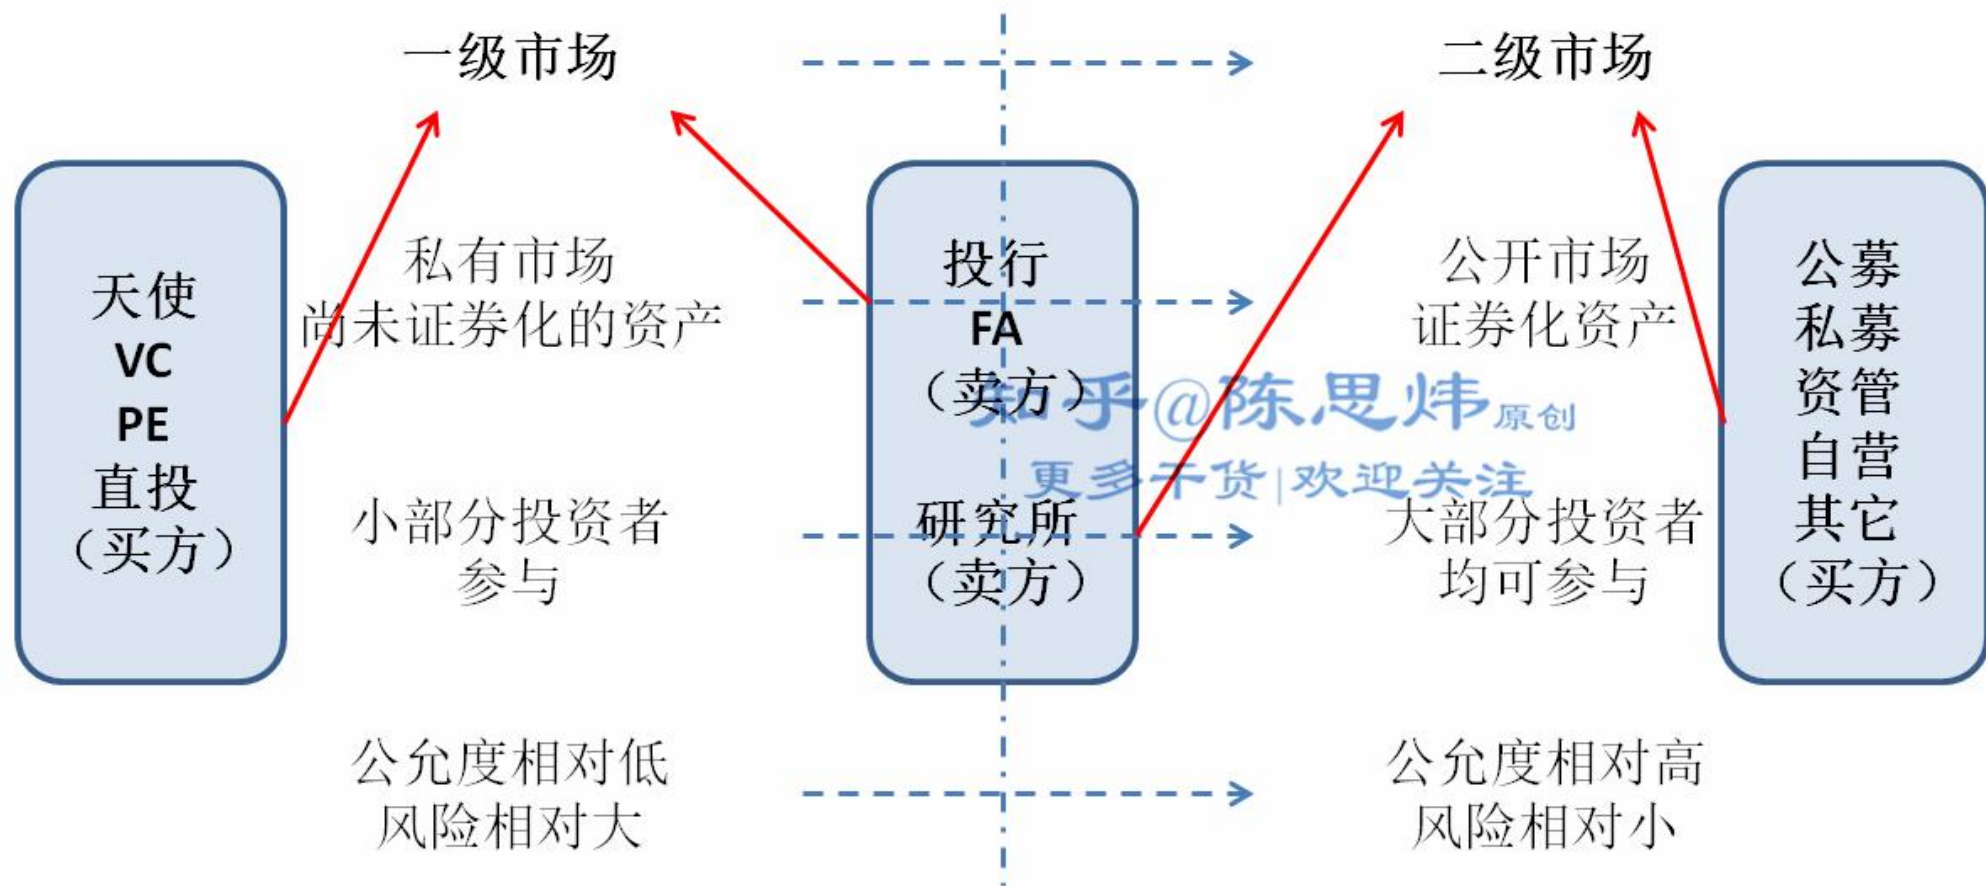 一级市场
二级市场
天使
VC
PE
直投
（买方）
私有市场
尚未证券化的资产
小部分投资者
参与
公允度相对低
风险相对大
投行
FA
（卖方）
研究所
（卖方）
知乎@陈思炜原创
更多干货|欢迎关注
公开市场
证券化资产
大部分投资者
均可参与
公允度相对高
风险相对小
公募
私募
资管
自营
其它
（买方）